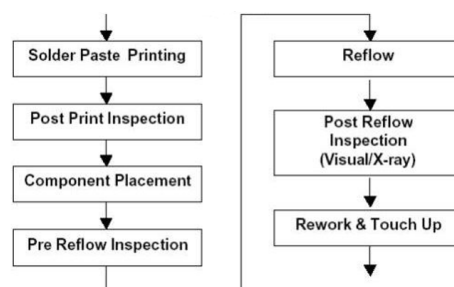 Solder Paste Printing
Post Print Inspection
Component Placement
Pre Reflow Inspection
Reflow
Post Reflow
Inspection
(Visual/X-ray)
Rework & Touch Up